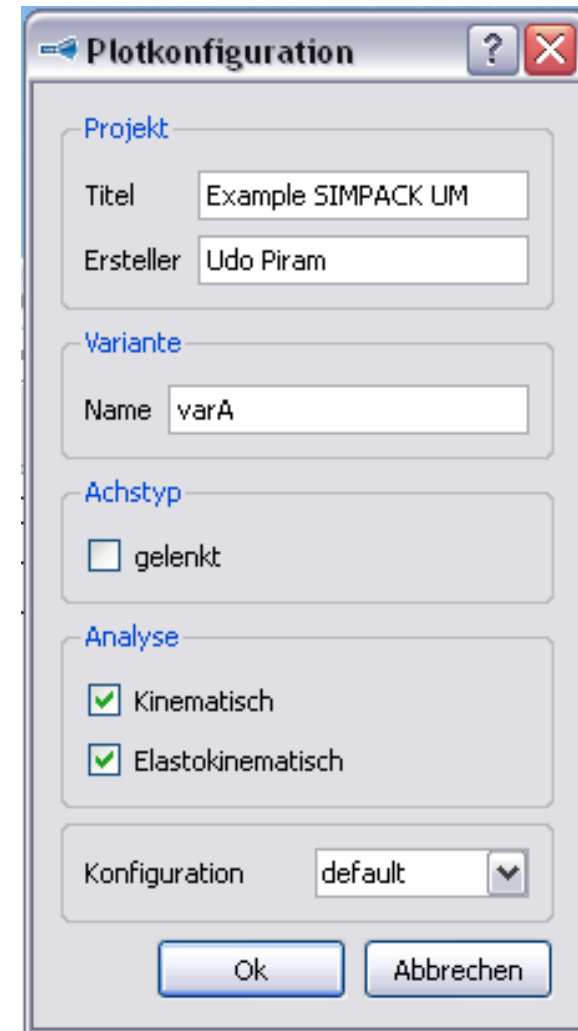 Plotkonfiguration
Projekt
Titel Example SIMPACK UM
Ersteller Udo Piram
Variante
Name varA
Achstyp
gelenkt
Analyse
Kinematisch
Elastokinematisch
Konfiguration default
Ok Abbrechen